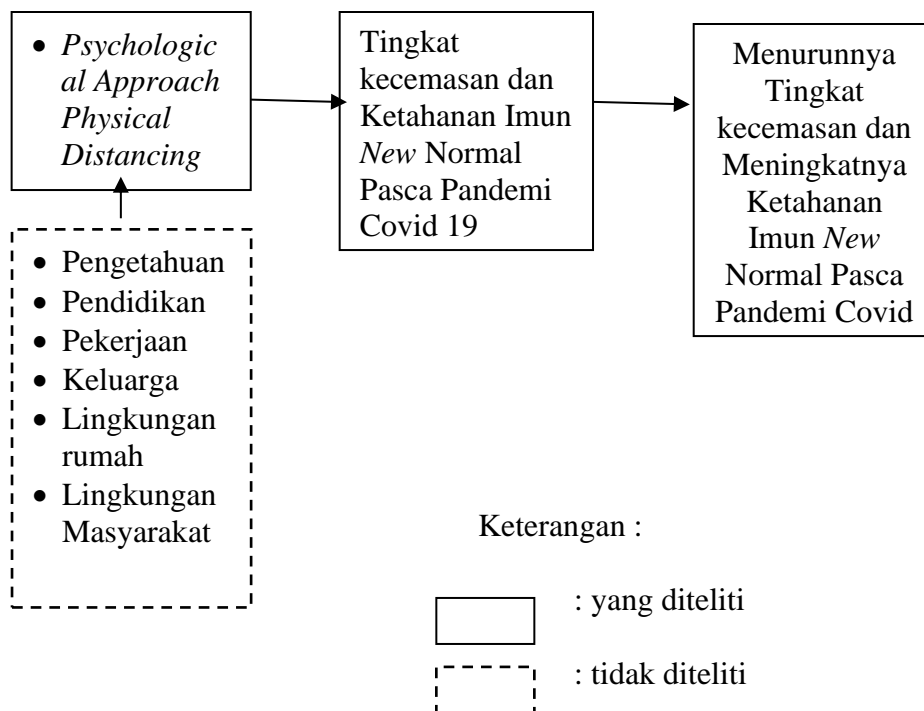 • Psychologic
al Approach
Physical
Distancing
Tingkat
kecemasan dan
Ketahanan Imun
New Normal
Pasca Pandemi
Covid 19
Menurunnya
Tingkat
kecemasan dan
Meningkatnya
Ketahanan
Imun New
Normal Pasca
Pandemi Covid
• Pengetahuan
• Pendidikan
• Pekerjaan
• Keluarga
• Lingkungan
rumah
• Lingkungan
Masyarakat
Keterangan :
: yang diteliti
: tidak diteliti